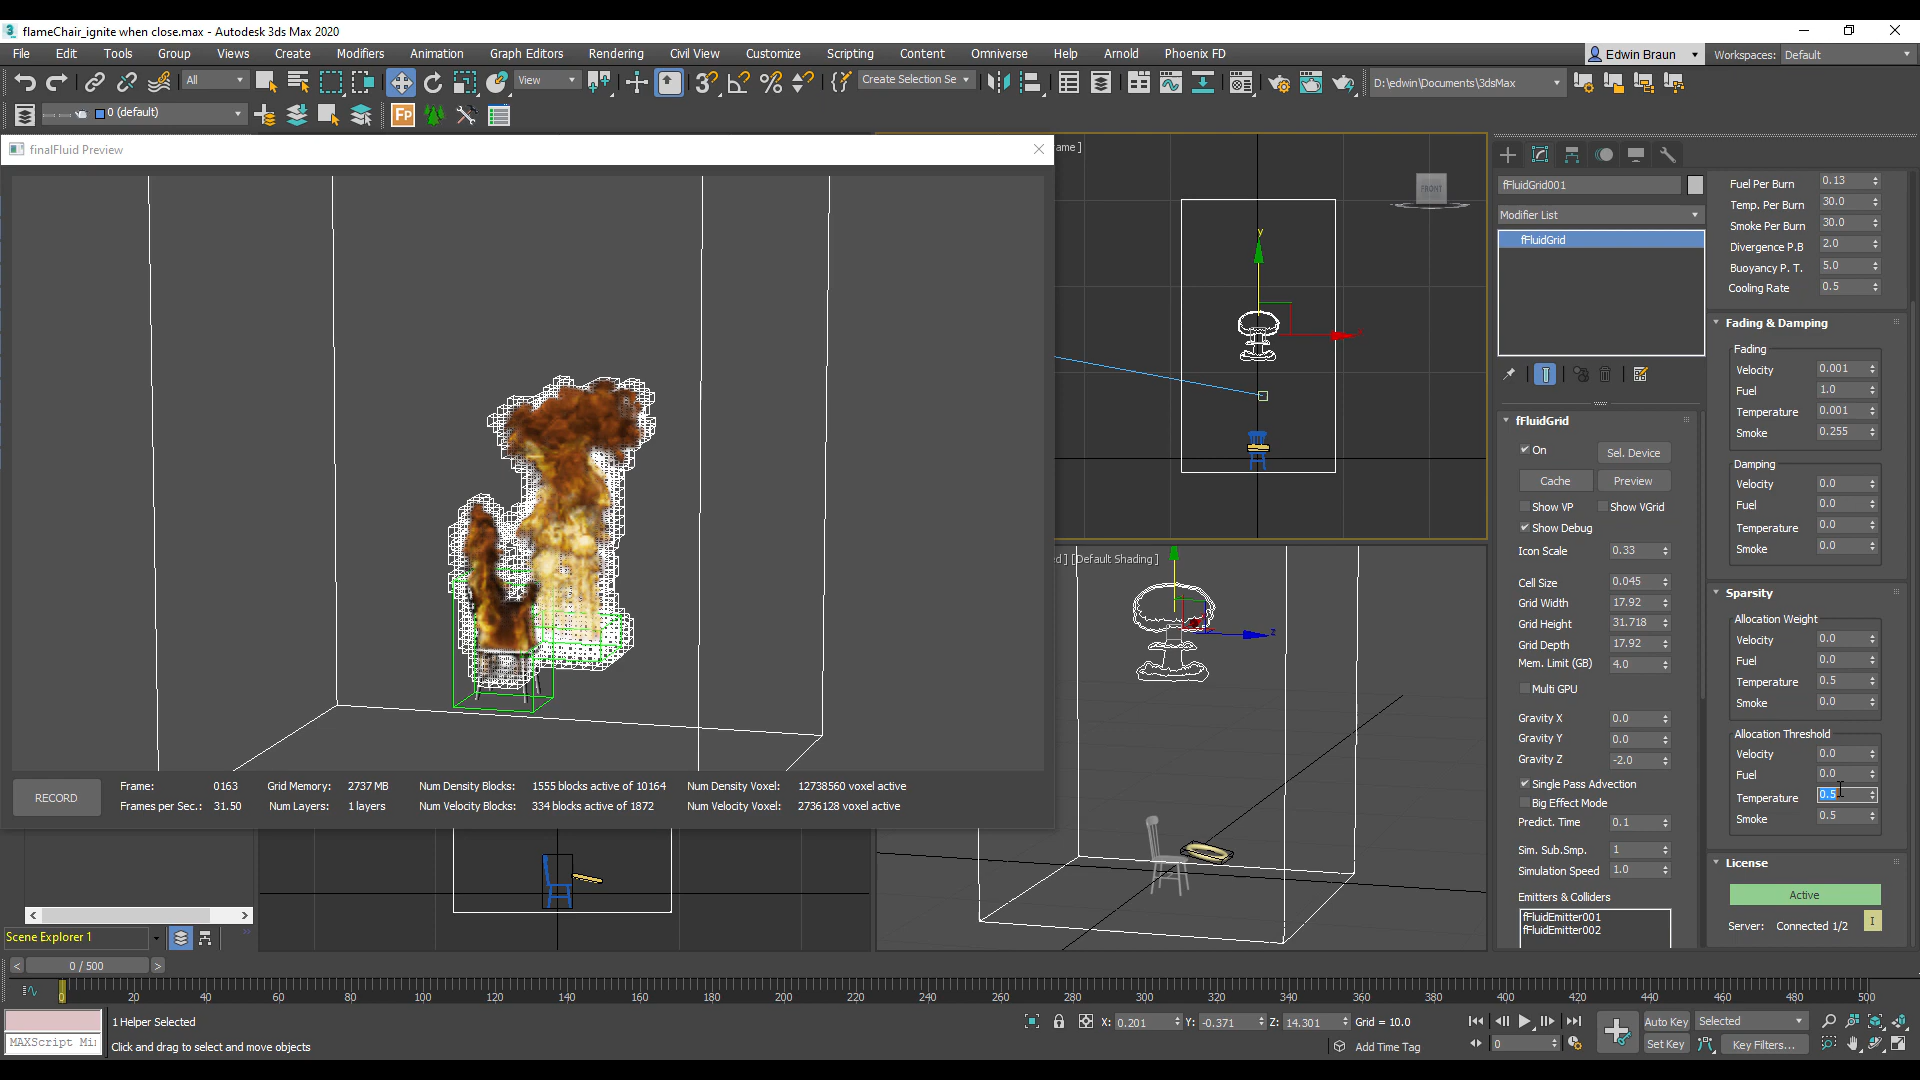 flameChair_ignite when close.max - Autodesk 3ds Max 2020
File Edit Tools Group Views Create Modifiers Animation Graph Editors Rendering Civil View Customize Scripting Content Omniverse Help Arnold Phoenix FD
Edwin Braun
Workspaces: Default
All
View
Create Selection Se
D:\edwin\Documents\3dsMax
0 (default)
Fp
finalFluid Preview
ame ]
FRONT
y
RECORD
Frame: 0163 Grid Memory: 2737 MB Num Density Blocks: 1555 blocks active of 10164 Num Density Voxel: 12738560 voxel active
Frames per Sec.: 31.50 Num Layers: 1 layers Num Velocity Blocks: 334 blocks active of 1872 Num Velocity Voxel: 2736128 voxel active
d ] [Default Shading ]
z
fFluidGrid001
Modifier List
fFluidGrid
fFluidGrid
On
Sel. Device
Cache
Preview
Show VP
Show VGrid
Show Debug
Icon Scale 0.33
Cell Size 0.045
Grid Width 17.92
Grid Height 31.718
Grid Depth 17.92
Mem. Limit (GB) 4.0
Multi GPU
Gravity X 0.0
Gravity Y 0.0
Gravity Z -2.0
Single Pass Advection
Big Effect Mode
Predict. Time 0.1
Sim. Sub.Smp. 1
Simulation Speed 1.0
Emitters & Colliders
fFluidEmitter001
fFluidEmitter002
Fuel Per Burn 0.13
Temp. Per Burn 30.0
Smoke Per Burn 30.0
Divergence P.B 2.0
Buoyancy P. T. 5.0
Cooling Rate 0.5
Fading & Damping
Fading
Velocity 0.001
Fuel 1.0
Temperature 0.001
Smoke 0.255
Damping
Velocity 0.0
Fuel 0.0
Temperature 0.0
Smoke 0.0
Sparsity
Allocation Weight
Velocity 0.0
Fuel 0.0
Temperature 0.5
Smoke 0.0
Allocation Threshold
Velocity 0.0
Fuel 0.0
Temperature 0.5
Smoke 0.5
License
Active
Server: Connected 1/2
I
Scene Explorer 1
0 / 500
0 20 40 60 80 100 120 140 160 180 200 220 240 260 280 300 320 340 360 380 400 420 440 460 480 500
1 Helper Selected
X: 0.201 Y: -0.371 Z: 14.301 Grid = 10.0
Auto Key Selected
MAXScript Mi
Click and drag to select and move objects
Add Time Tag
0
Set Key
Key Filters...